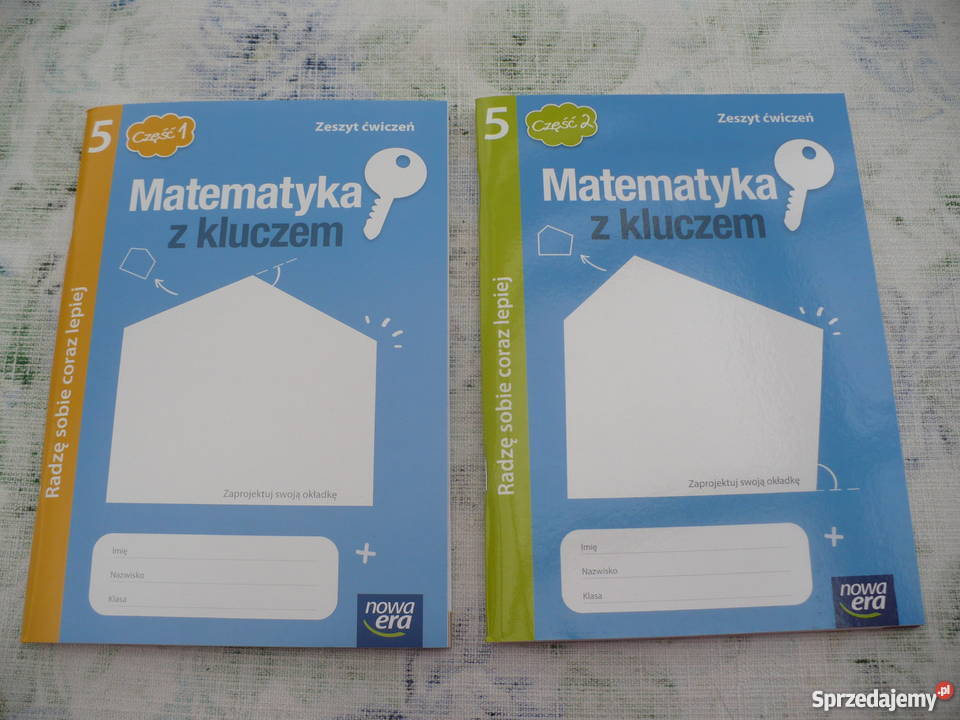 5
Część 1
Zeszyt ćwiczeń
Matematyka
z kluczem
Radzę sobie coraz lepiej
Zaprojektuj swoją okładkę
Imię
Nazwisko
Klasa
nowa
era
5
Część 2
Zeszyt ćwiczeń
Matematyka
z kluczem
Radzę sobie coraz lepiej
Zaprojektuj swoją okładkę
Imię
Nazwisko
Klasa
nowa
era
Sprzedajemy.pl